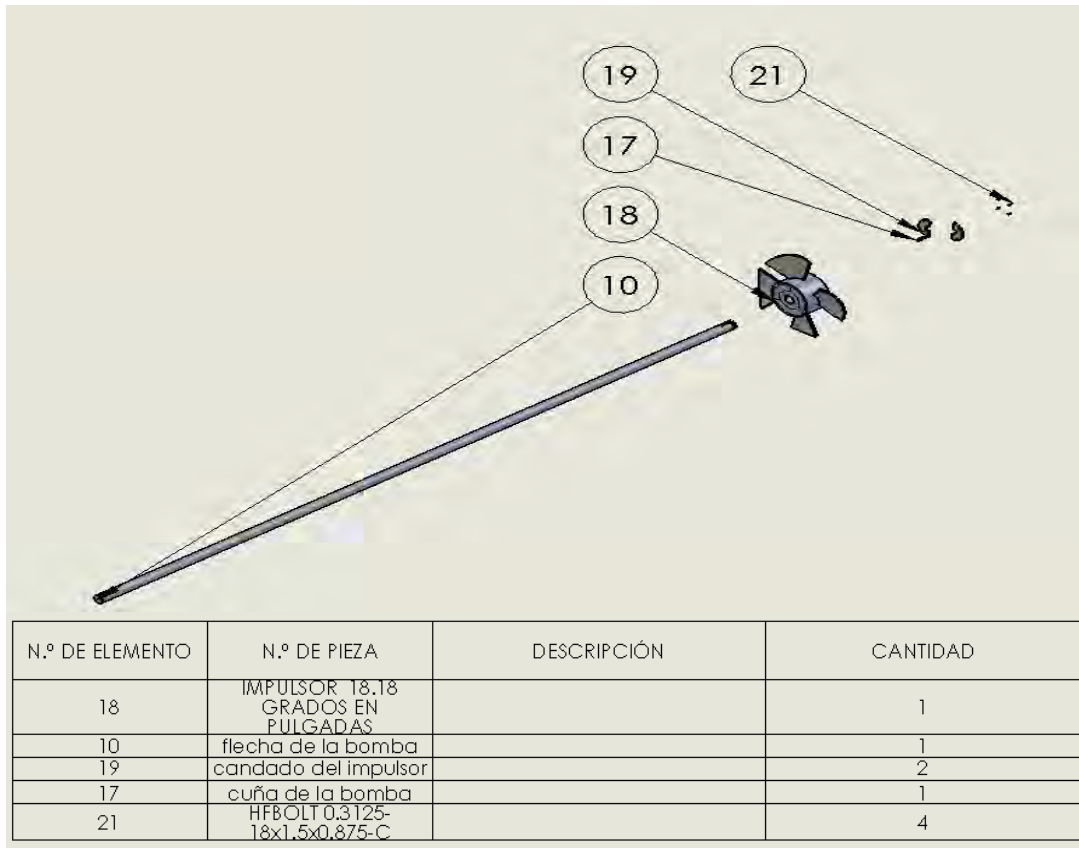 19
21
17
18
10
N.º DE ELEMENTO N.º DE PIEZA DESCRIPCIÓN CANTIDAD
18 IMPULSOR 18.18 GRADOS EN PULGADAS 1
10 flecha de la bomba 1
19 candado del impulsor 2
17 cuña de la bomba 1
21 HFBOLT 0.3125-18x1.5x0.875-C 4